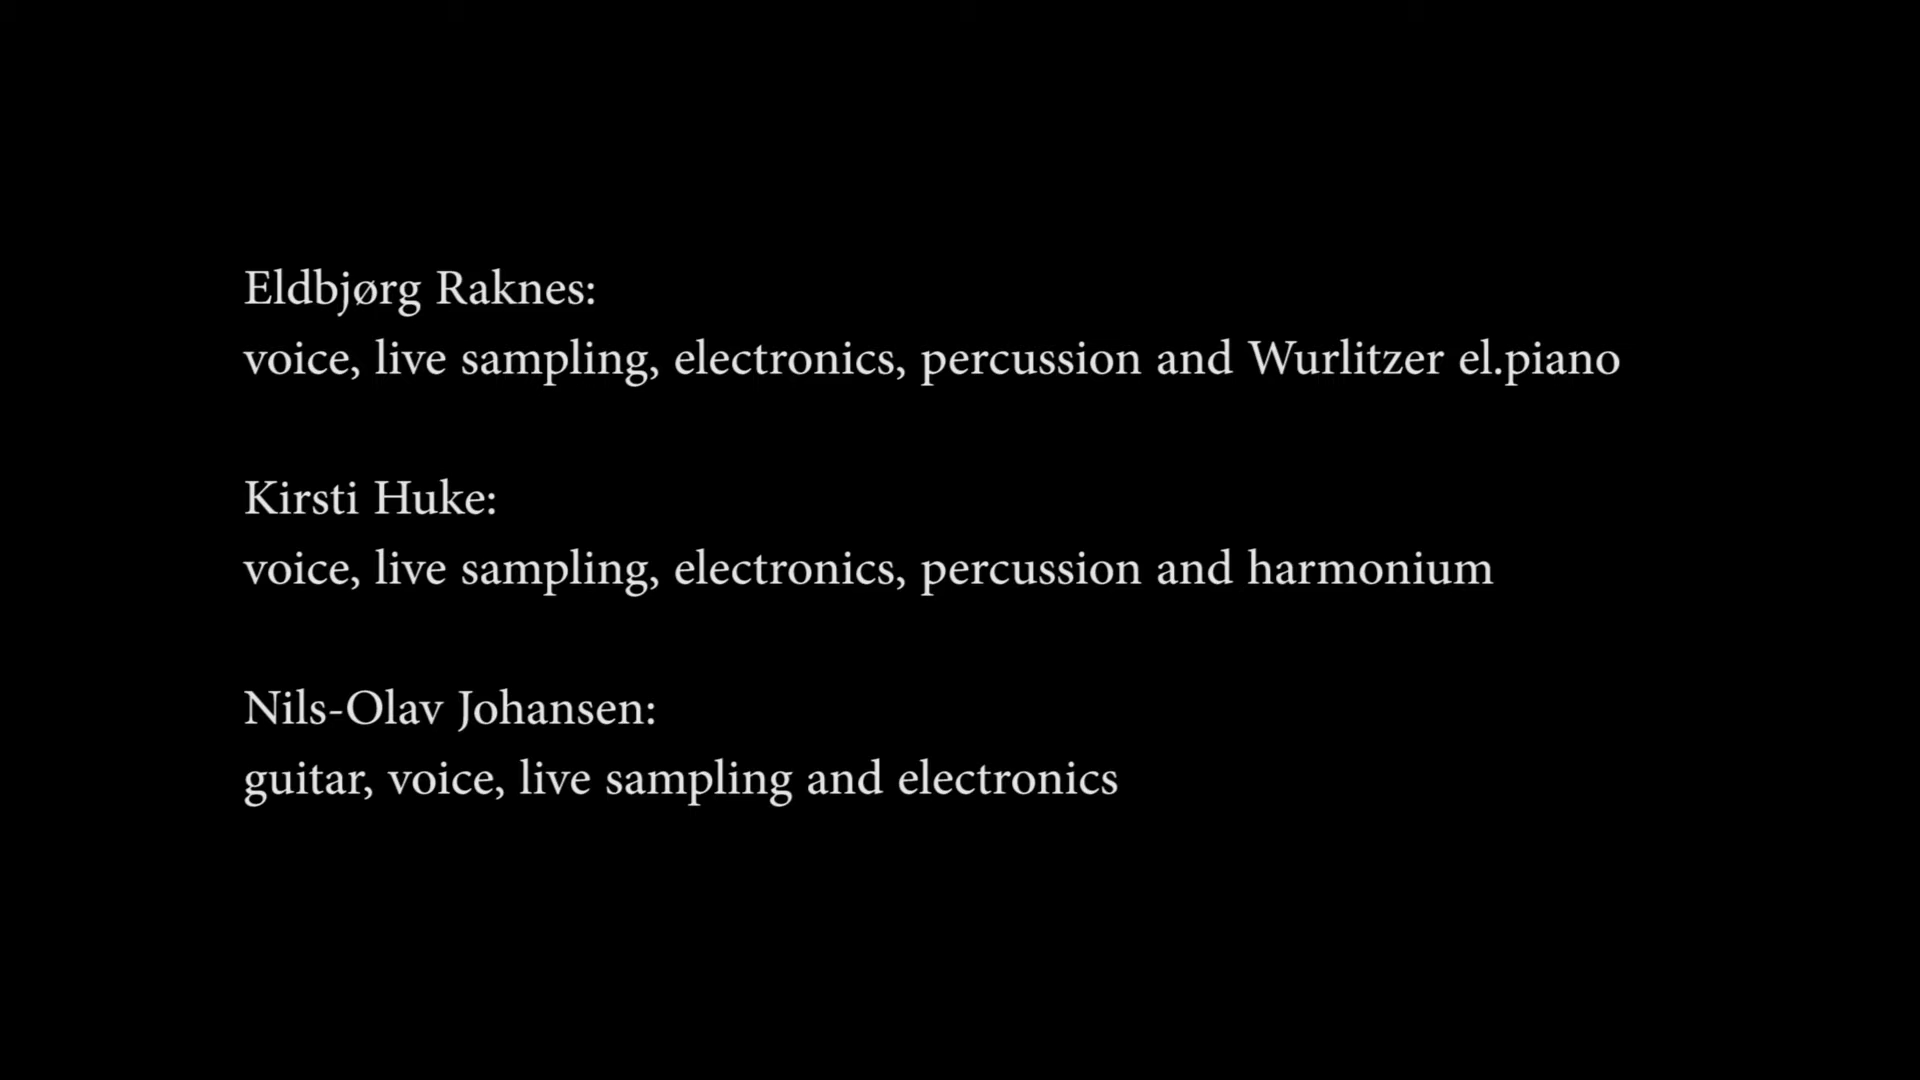 Eldbjørg Raknes:
voice, live sampling, electronics, percussion and Wurlitzer el.piano
Kirsti Huke:
voice, live sampling, electronics, percussion and harmonium
Nils-Olav Johansen:
guitar, voice, live sampling and electronics